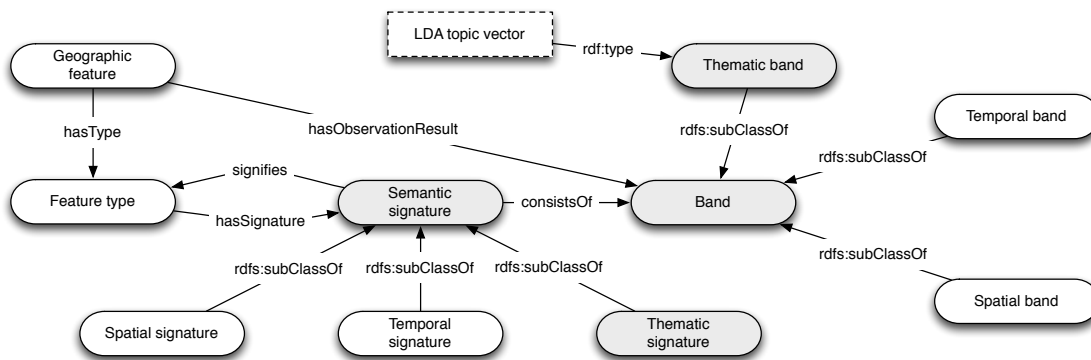 LDA topic vector
rdf:type
Geographic
feature
Thematic band
hasType
hasObservationResult
rdfs:subClassOf
Temporal band
rdfs:subClassOf
signifies
Feature type
Semantic
signature
consistsOf
Band
hasSignature
rdfs:subClassOf
rdfs:subClassOf
rdfs:subClassOf
rdfs:subClassOf
Spatial signature
Temporal
signature
Thematic
signature
Spatial band